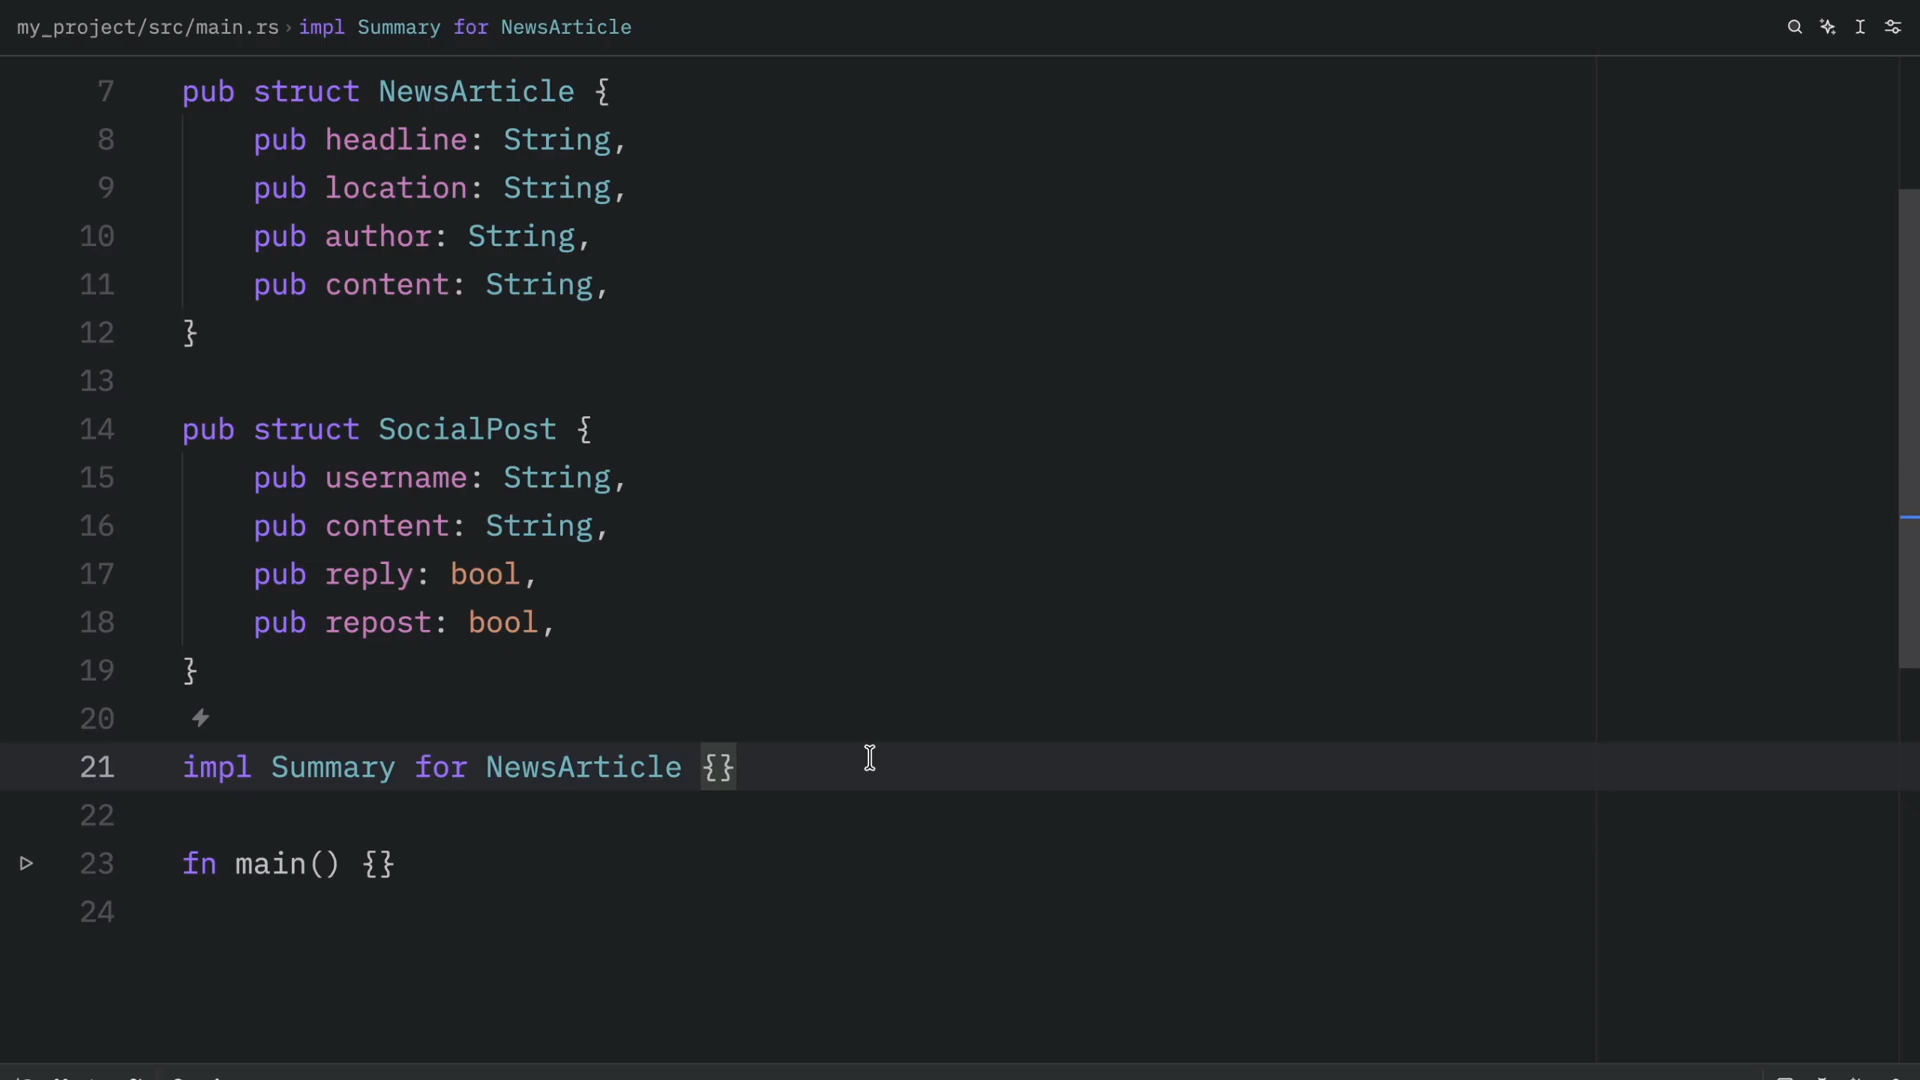 my_project/src/main.rs › impl Summary for NewsArticle
7 pub struct NewsArticle {
8 pub headline: String,
9 pub location: String,
10 pub author: String,
11 pub content: String,
12 }
13
14 pub struct SocialPost {
15 pub username: String,
16 pub content: String,
17 pub reply: bool,
18 pub repost: bool,
19 }
20
21 impl Summary for NewsArticle {}
22
23 fn main() {}
24